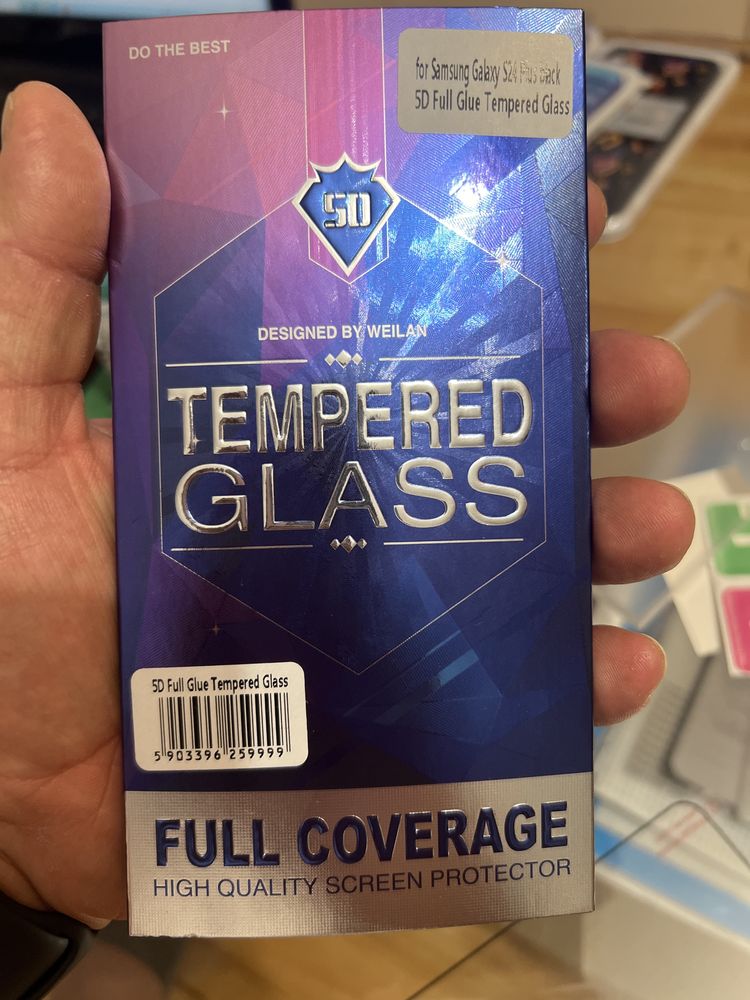 DO THE BEST
for Samsung Galaxy S24 Plus black
5D Full Glue Tempered Glass
5D
DESIGNED BY WEILAN
TEMPERED
GLASS
5D Full Glue Tempered Glass
5 903396 259999
FULL COVERAGE
HIGH QUALITY SCREEN PROTECTOR